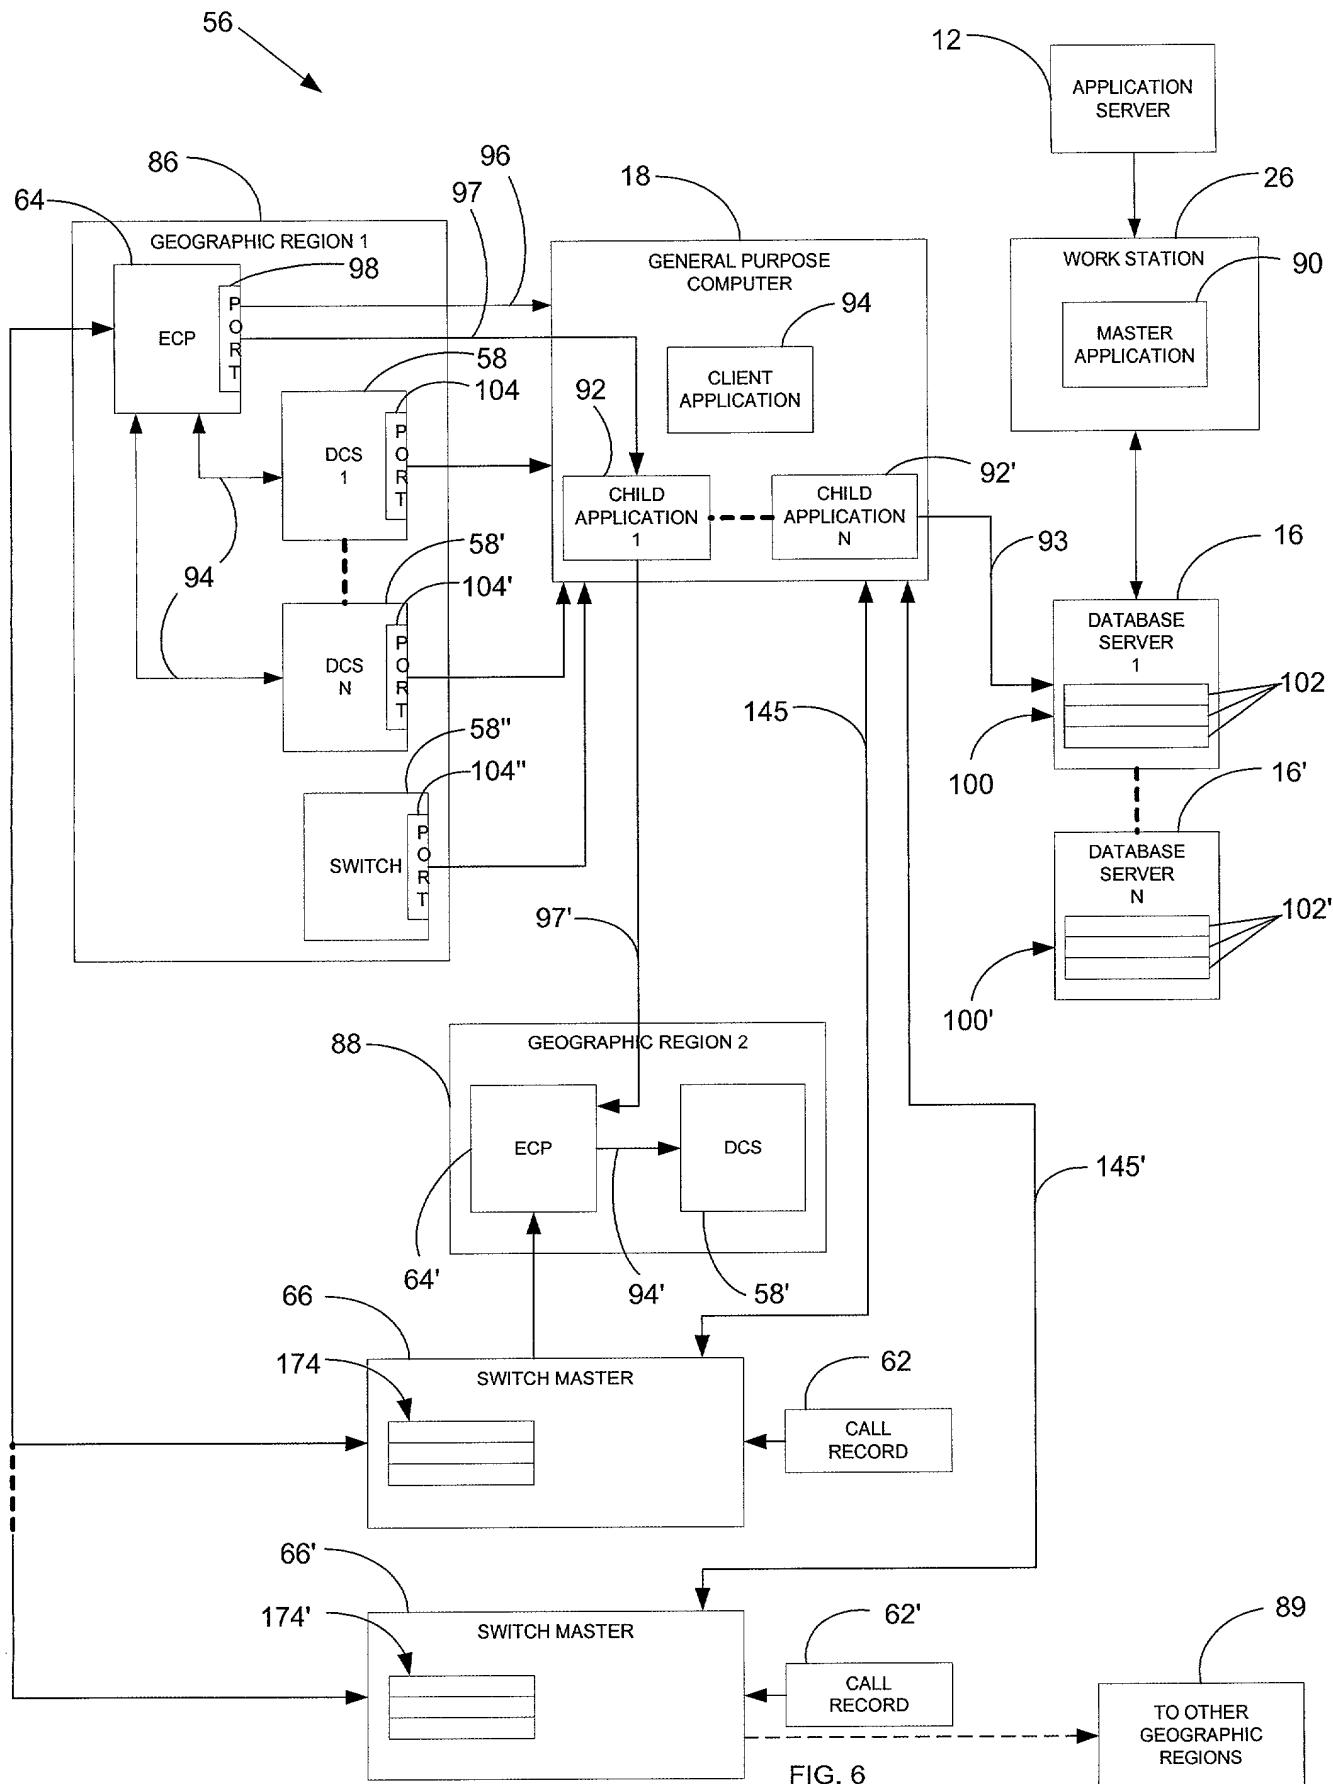 56
12
APPLICATION
SERVER
86
96
97
18
26
64
GEOGRAPHIC REGION 1
98
GENERAL PURPOSE
COMPUTER
WORK STATION
90
ECP
PORT
94
MASTER
APPLICATION
58
104
CLIENT
APPLICATION
92
DCS
1
PORT
92'
CHILD
APPLICATION
1
CHILD
APPLICATION
N
93
16
94
58'
104'
DATABASE
SERVER
1
DCS
N
PORT
102
145
58"
100
104"
16'
SWITCH
PORT
DATABASE
SERVER
N
97'
102'
100'
88
GEOGRAPHIC REGION 2
ECP
DCS
145'
64'
94'
58'
66
174
SWITCH MASTER
62
CALL
RECORD
66'
174'
SWITCH MASTER
62'
89
CALL
RECORD
TO OTHER
GEOGRAPHIC
REGIONS
FIG. 6